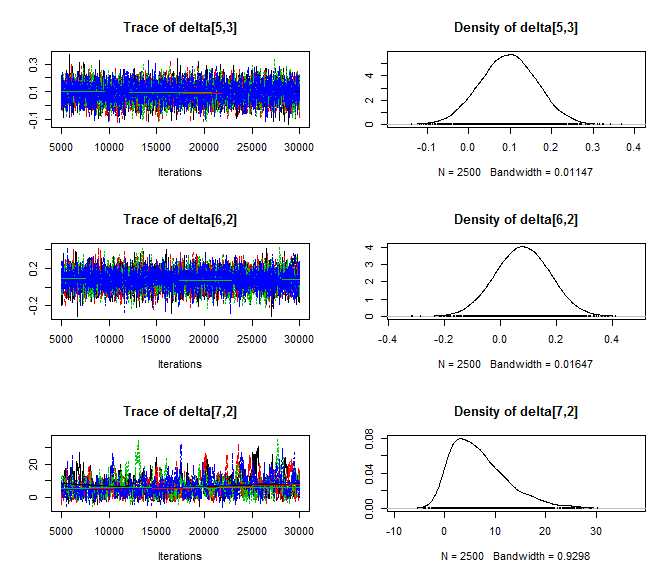 Trace of delta[5,3]
-0.1 0.1 0.3
5000 10000 15000 20000 25000 30000
Iterations
Density of delta[5,3]
0 2 4
-0.1 0.0 0.1 0.2 0.3 0.4
N = 2500 Bandwidth = 0.01147
Trace of delta[6,2]
-0.2 0.2
5000 10000 15000 20000 25000 30000
Iterations
Density of delta[6,2]
0 1 2 3 4
-0.4 -0.2 0.0 0.2 0.4
N = 2500 Bandwidth = 0.01647
Trace of delta[7,2]
0 20
5000 10000 15000 20000 25000 30000
Iterations
Density of delta[7,2]
0.00 0.04 0.08
-10 0 10 20 30
N = 2500 Bandwidth = 0.9298